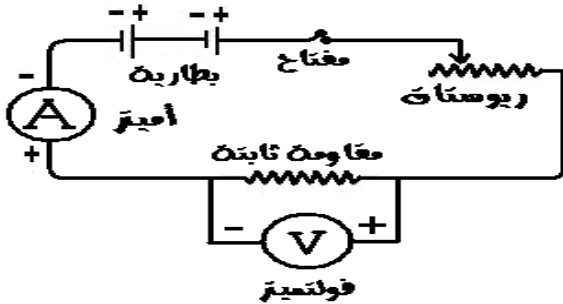 - + - +
بطارية
مفتاح
ريوستات
-
A
أميتر
+
مقاومة ثابتة
- V +
فولتميتر